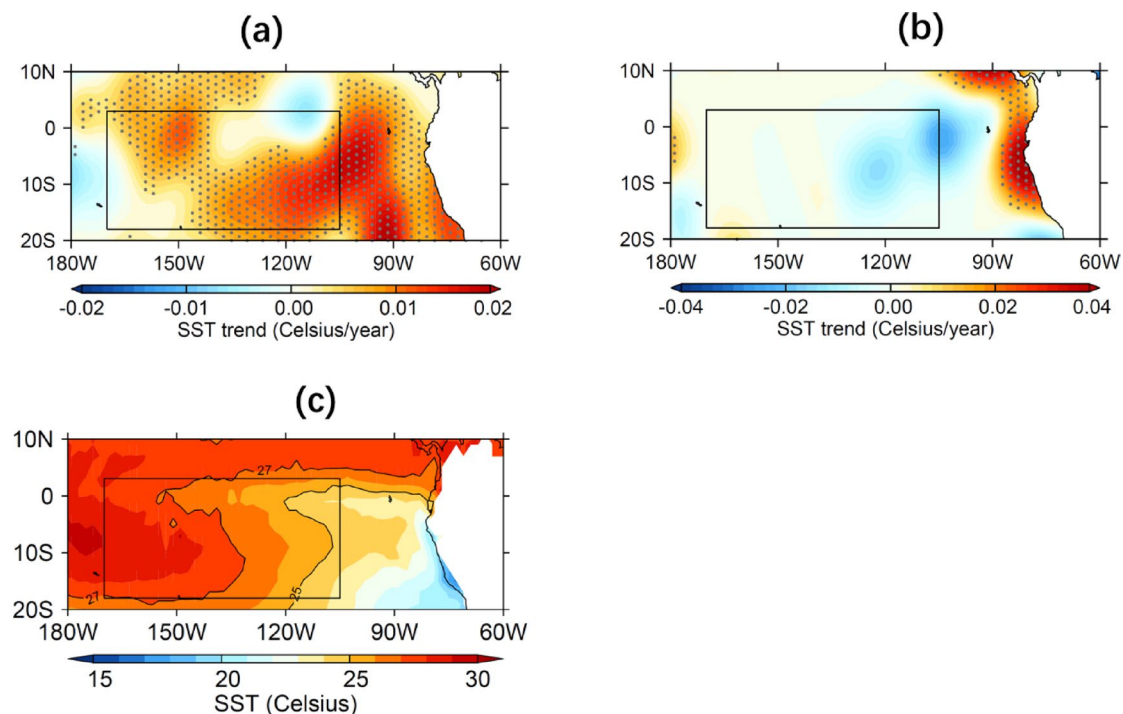 (a)
10N
0
10S
20S
180W 150W 120W 90W 60W
-0.02 -0.01 0.00 0.01 0.02
SST trend (Celsius/year)
(b)
10N
0
10S
20S
180W 150W 120W 90W 60W
-0.04 -0.02 0.00 0.02 0.04
SST trend (Celsius/year)
(c)
10N
0
10S
20S
27
27
25
180W 150W 120W 90W 60W
15 20 25 30
SST (Celsius)